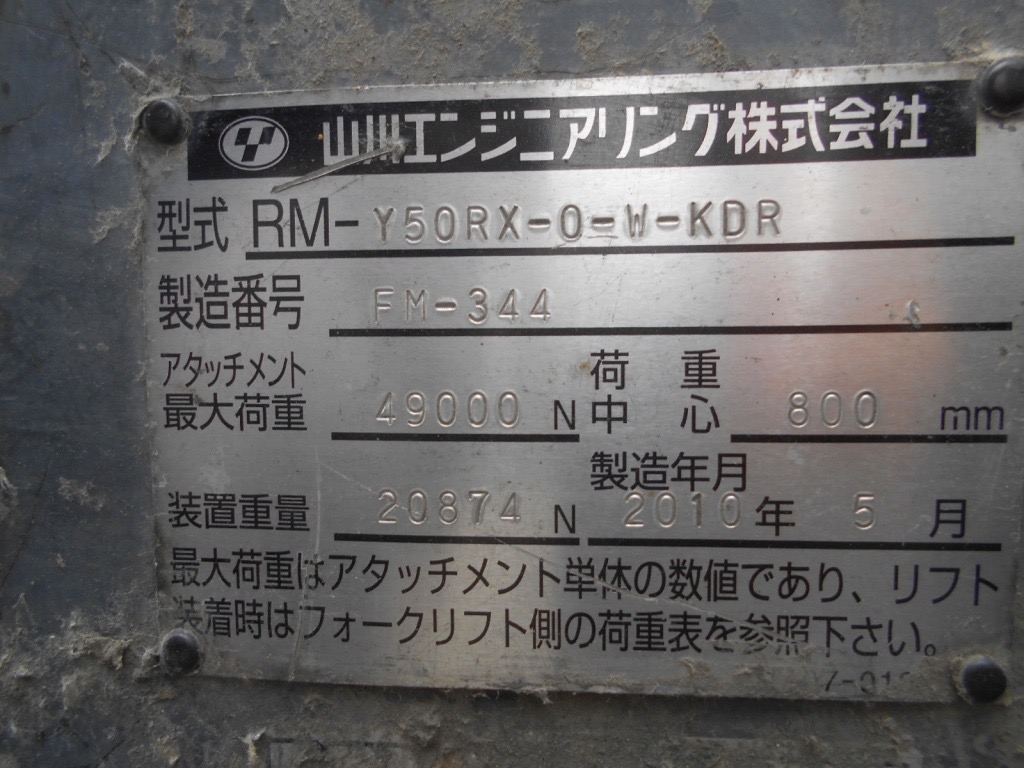 山川エンジニアリング株式会社
型式 RM-Y50RX-0-W-KDR
製造番号 FM-344
アタッチメント 荷重
最大荷重 49000 N 中心 800 mm
製造年月
装置重量 20874 N 2010年 5月
最大荷重はアタッチメント単体の数値であり、リフト
装着時はフォークリフト側の荷重表を参照下さい。